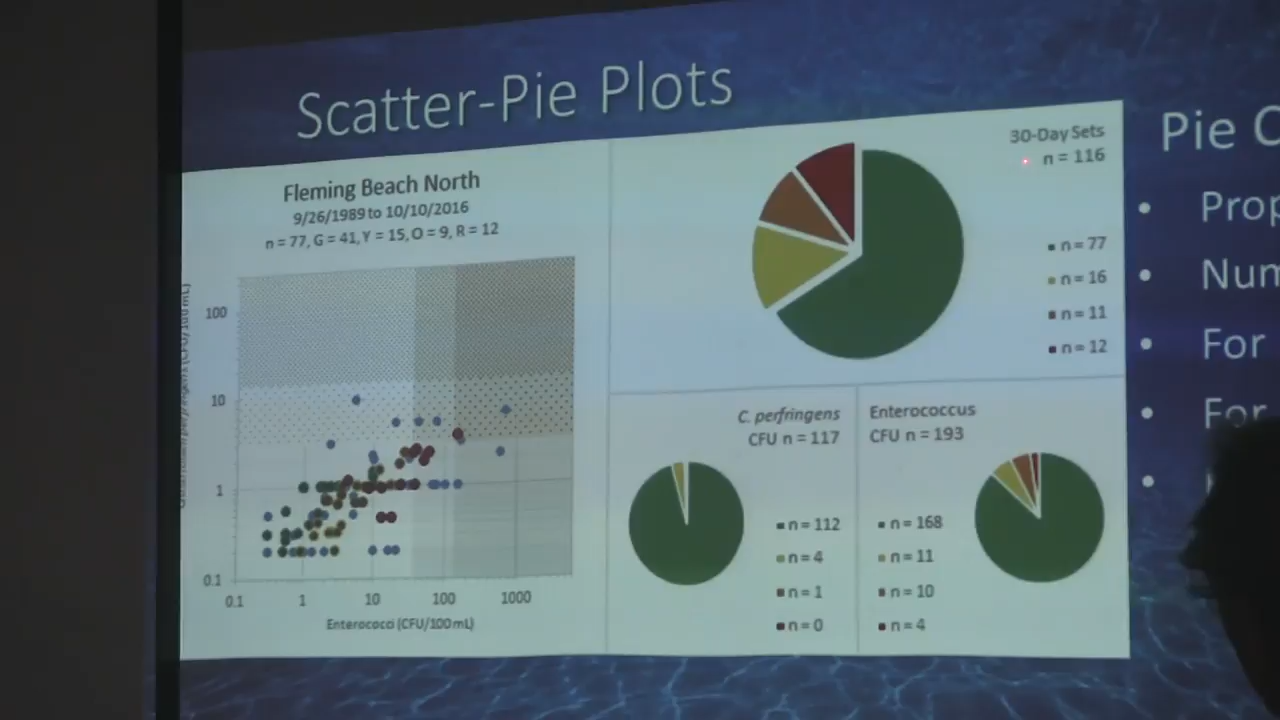 Scatter-Pie Plots
Fleming Beach North
9/26/1989 to 10/10/2016
n = 77, G = 41, Y = 15, O = 9, R = 12
100
10
1
0.1
0.1 1 10 100 1000
Enterococci (CFU/100 mL)
(CFU/100 mL)
30-Day Sets
n = 116
n = 77
n = 16
n = 11
n = 12
C. perfringens
CFU n = 117
n = 112
n = 4
n = 1
n = 0
Enterococcus
CFU n = 193
n = 168
n = 11
n = 10
n = 4
Pie C
• Prop
• Num
• For
• For
•